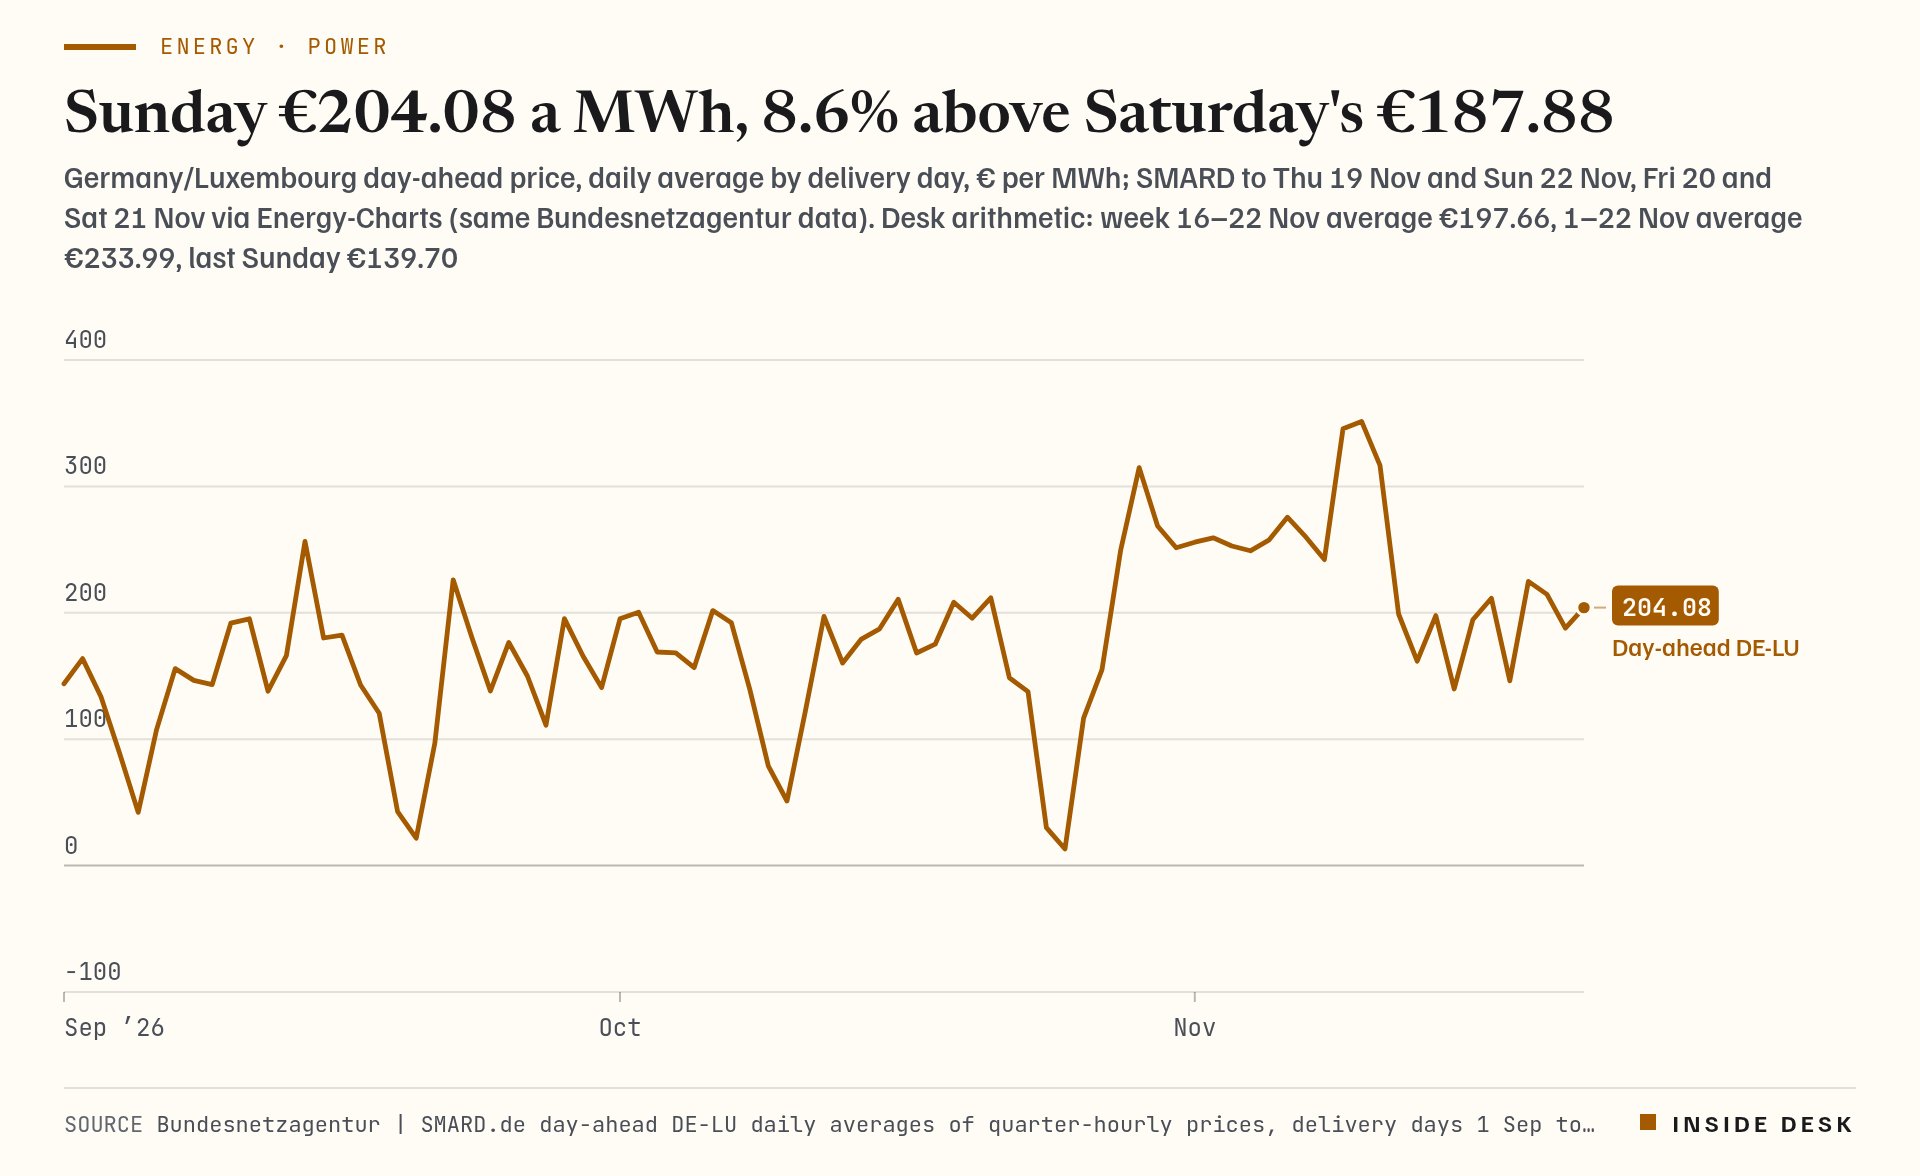 ENERGY · POWER
Sunday €204.08 a MWh, 8.6% above Saturday's €187.88
Germany/Luxembourg day-ahead price, daily average by delivery day, € per MWh; SMARD to Thu 19 Nov and Sun 22 Nov, Fri 20 and
Sat 21 Nov via Energy-Charts (same Bundesnetzagentur data). Desk arithmetic: week 16–22 Nov average €197.66, 1–22 Nov average
€233.99, last Sunday €139.70
400
300
200
100
0
-100
204.08
Day-ahead DE-LU
Sep ’26
Oct
Nov
SOURCE Bundesnetzagentur | SMARD.de day-ahead DE-LU daily averages of quarter-hourly prices, delivery days 1 Sep to…
INSIDE DESK